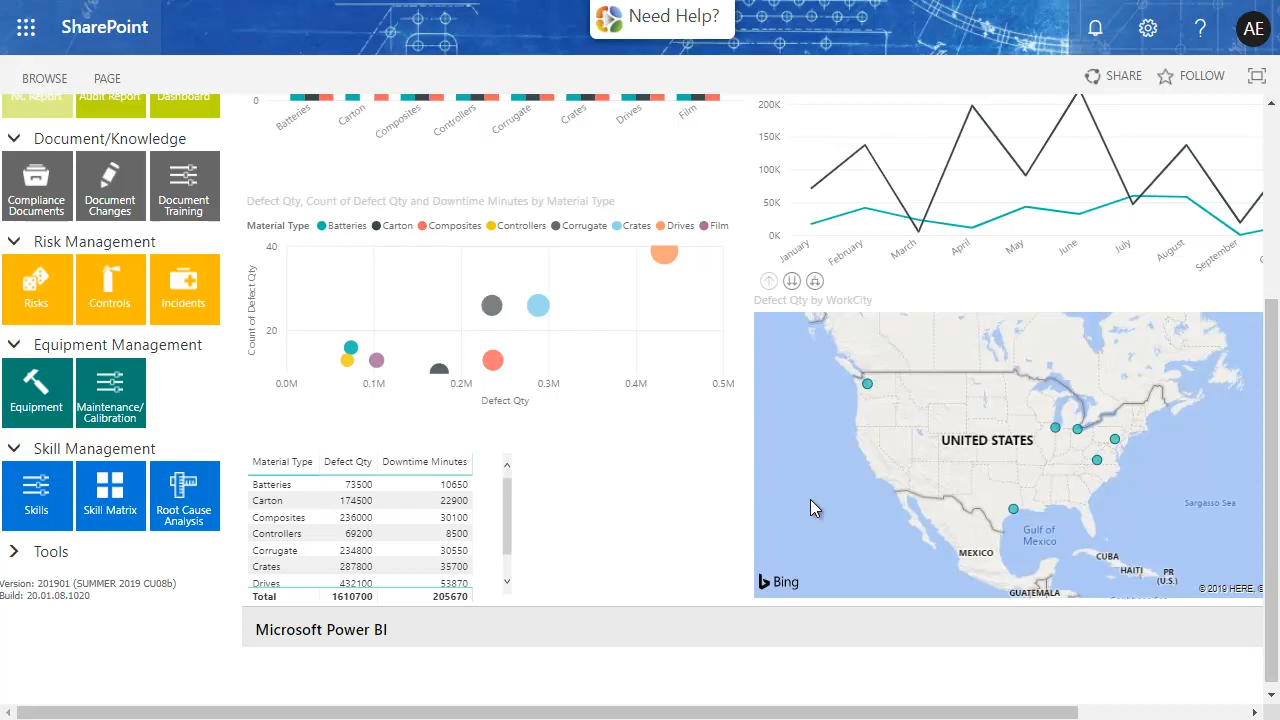 SharePoint
Need Help?
AE
BROWSE
PAGE
SHARE
FOLLOW
NC Report
Audit Report
Dashboard
Document/Knowledge
Compliance
Documents
Document
Changes
Document
Training
Risk Management
Risks
Controls
Incidents
Equipment Management
Equipment
Maintenance/
Calibration
Skill Management
Skills
Skill Matrix
Root Cause
Analysis
Tools
Version: 201901 (SUMMER 2019 CU08b)
Build: 20.01.08.1020
0
Batteries
Carton
Composites
Controllers
Corrugate
Crates
Drives
Film
Defect Qty, Count of Defect Qty and Downtime Minutes by Material Type
Material Type Batteries Carton Composites Controllers Corrugate Crates Drives Film
Count of Defect Qty
40
20
0.0M 0.1M 0.2M 0.3M 0.4M 0.5M
Defect Qty
Material Type Defect Qty Downtime Minutes
Batteries 73500 10650
Carton 174500 22900
Composites 236000 30100
Controllers 69200 8500
Corrugate 234800 30550
Crates 287800 35700
Drives 432100 53870
Total 1610700 205670
200K
150K
100K
50K
0K
January
February
March
April
May
June
July
August
September
Defect Qty by WorkCity
UNITED STATES
Sargasso Sea
Gulf of
Mexico
MEXICO
CUBA
HAITI
PR
(U.S.)
GUATEMALA
Bing
© 2019 HERE,
Microsoft Power BI